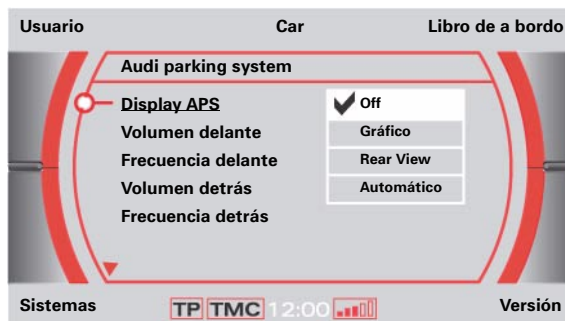 Usuario Car Libro de a bordo
Audi parking system
Display APS Off
Volumen delante Gráfico
Frecuencia delante Rear View
Volumen detrás Automático
Frecuencia detrás
Sistemas TP TMC 12:00 Versión